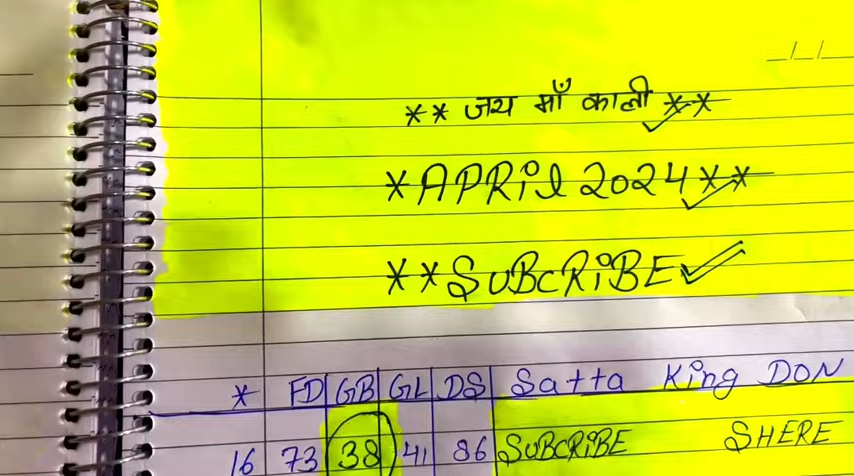 _/_/_
** जय माँ काली **
*APRil 2024**
**SUBCRiBE
* FD GB GL DS Satta King DON
16 73 38 41 86 SUBCRiBE SHERE